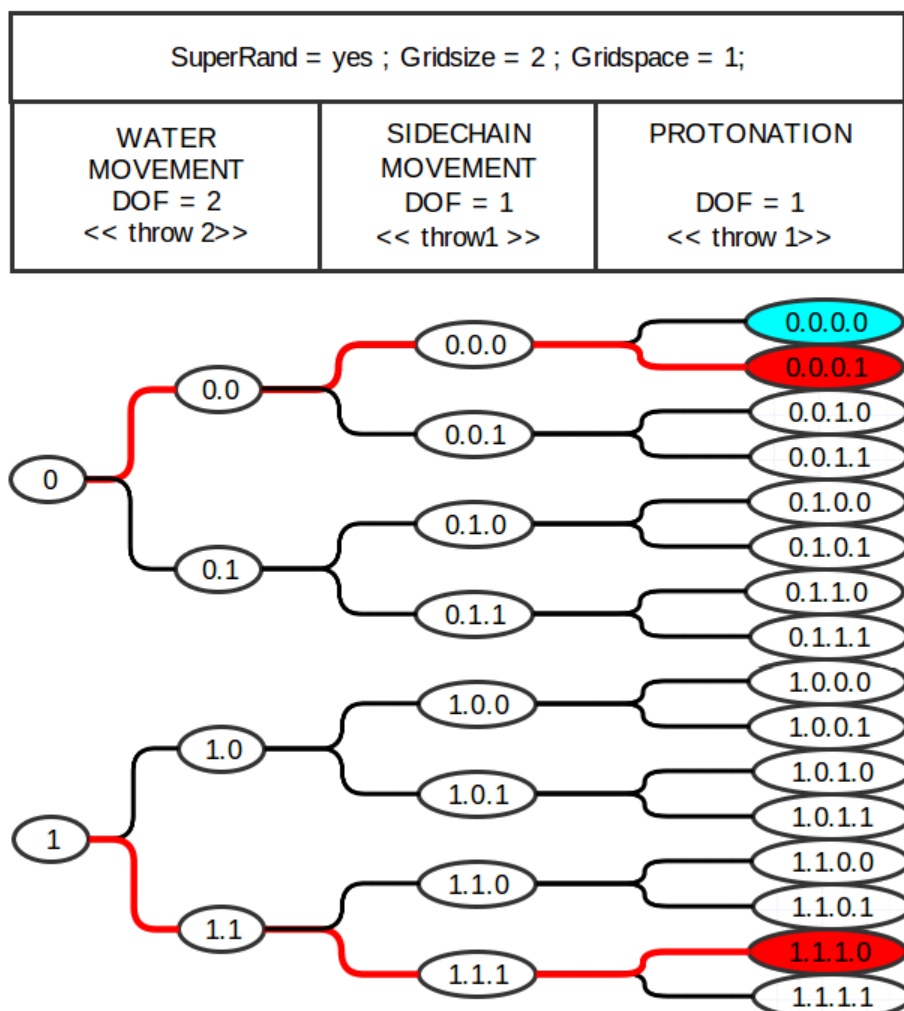 SuperRand = yes ; Gridsize = 2 ; Gridspace = 1;
WATER
MOVEMENT
DOF = 2
<< throw 2>>
SIDECHAIN
MOVEMENT
DOF = 1
<< throw1 >>
PROTONATION
DOF = 1
<< throw 1>>
0
0.0
0.1
0.0.0
0.0.1
0.1.0
0.1.1
0.0.0.0
0.0.0.1
0.0.1.0
0.0.1.1
0.1.0.0
0.1.0.1
0.1.1.0
0.1.1.1
1
1.0
1.1
1.0.0
1.0.1
1.1.0
1.1.1
1.0.0.0
1.0.0.1
1.0.1.0
1.0.1.1
1.1.0.0
1.1.0.1
1.1.1.0
1.1.1.1